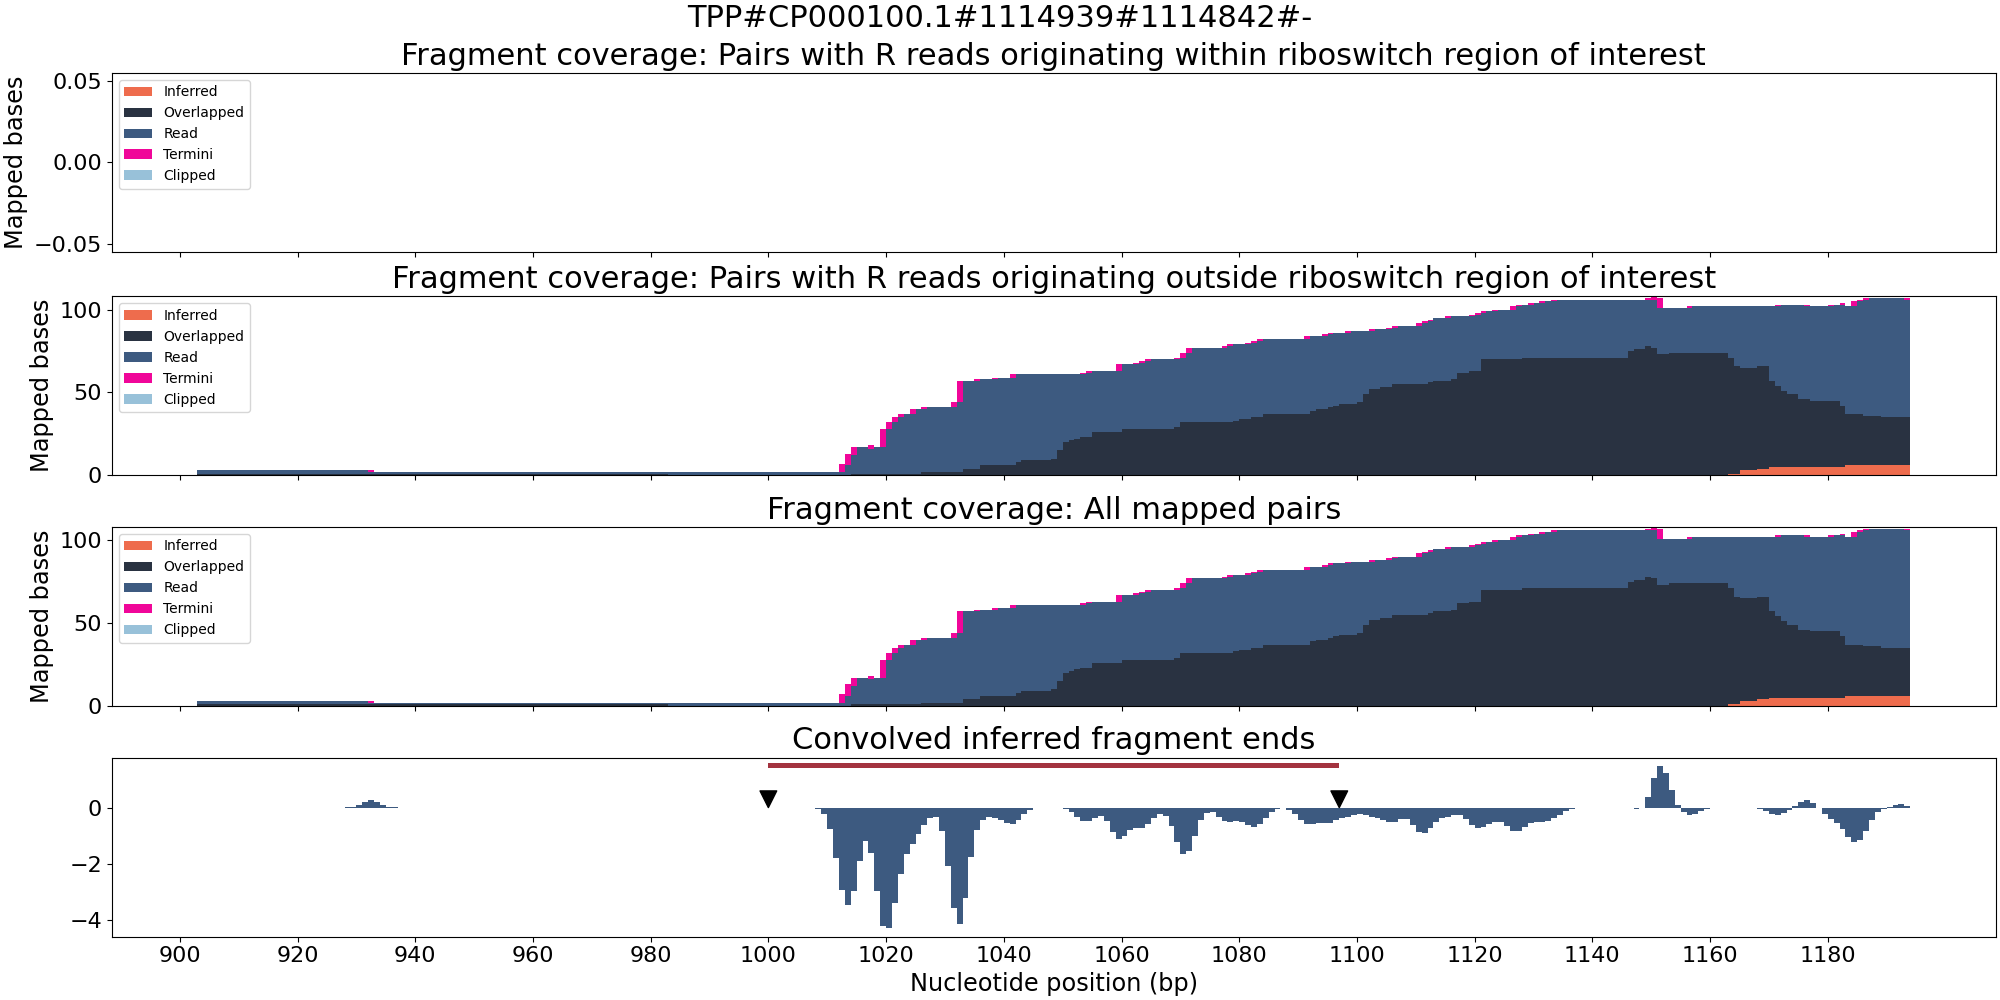 TPP#CP000100.1#1114939#1114842#-
Fragment coverage: Pairs with R reads originating within riboswitch region of interest
Mapped bases
0.05
0.00
−0.05
Inferred
Overlapped
Read
Termini
Clipped
Fragment coverage: Pairs with R reads originating outside riboswitch region of interest
Mapped bases
100
50
0
Inferred
Overlapped
Read
Termini
Clipped
Fragment coverage: All mapped pairs
Mapped bases
100
50
0
Inferred
Overlapped
Read
Termini
Clipped
Convolved inferred fragment ends
0
−2
−4
900 920 940 960 980 1000 1020 1040 1060 1080 1100 1120 1140 1160 1180
Nucleotide position (bp)